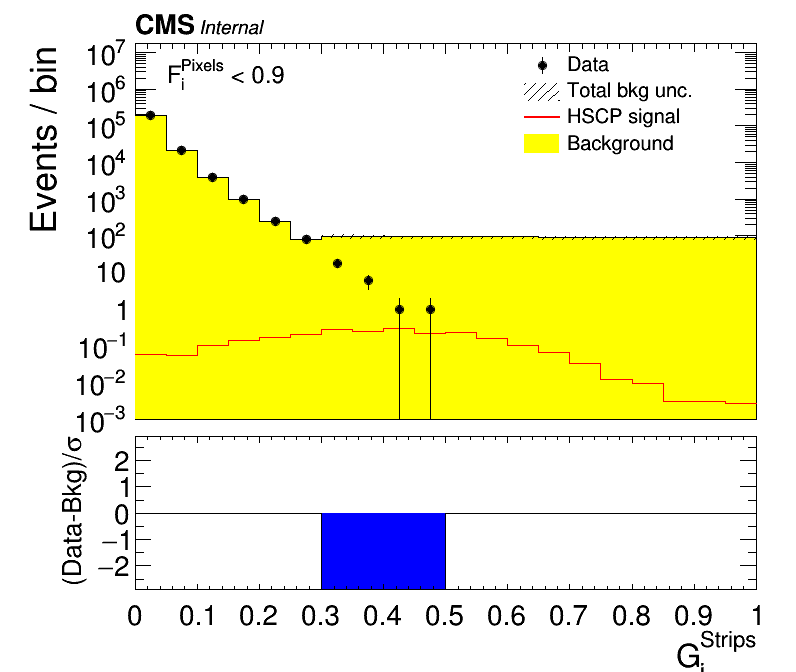 CMS Internal
F_i^Pixels < 0.9
Data
Total bkg unc.
HSCP signal
Background
Events / bin
10^7
10^6
10^5
10^4
10^3
10^2
10
1
10^−1
10^−2
10^−3
(Data-Bkg)/σ
2
1
0
−1
−2
0 0.1 0.2 0.3 0.4 0.5 0.6 0.7 0.8 0.9 1
G_i^Strips